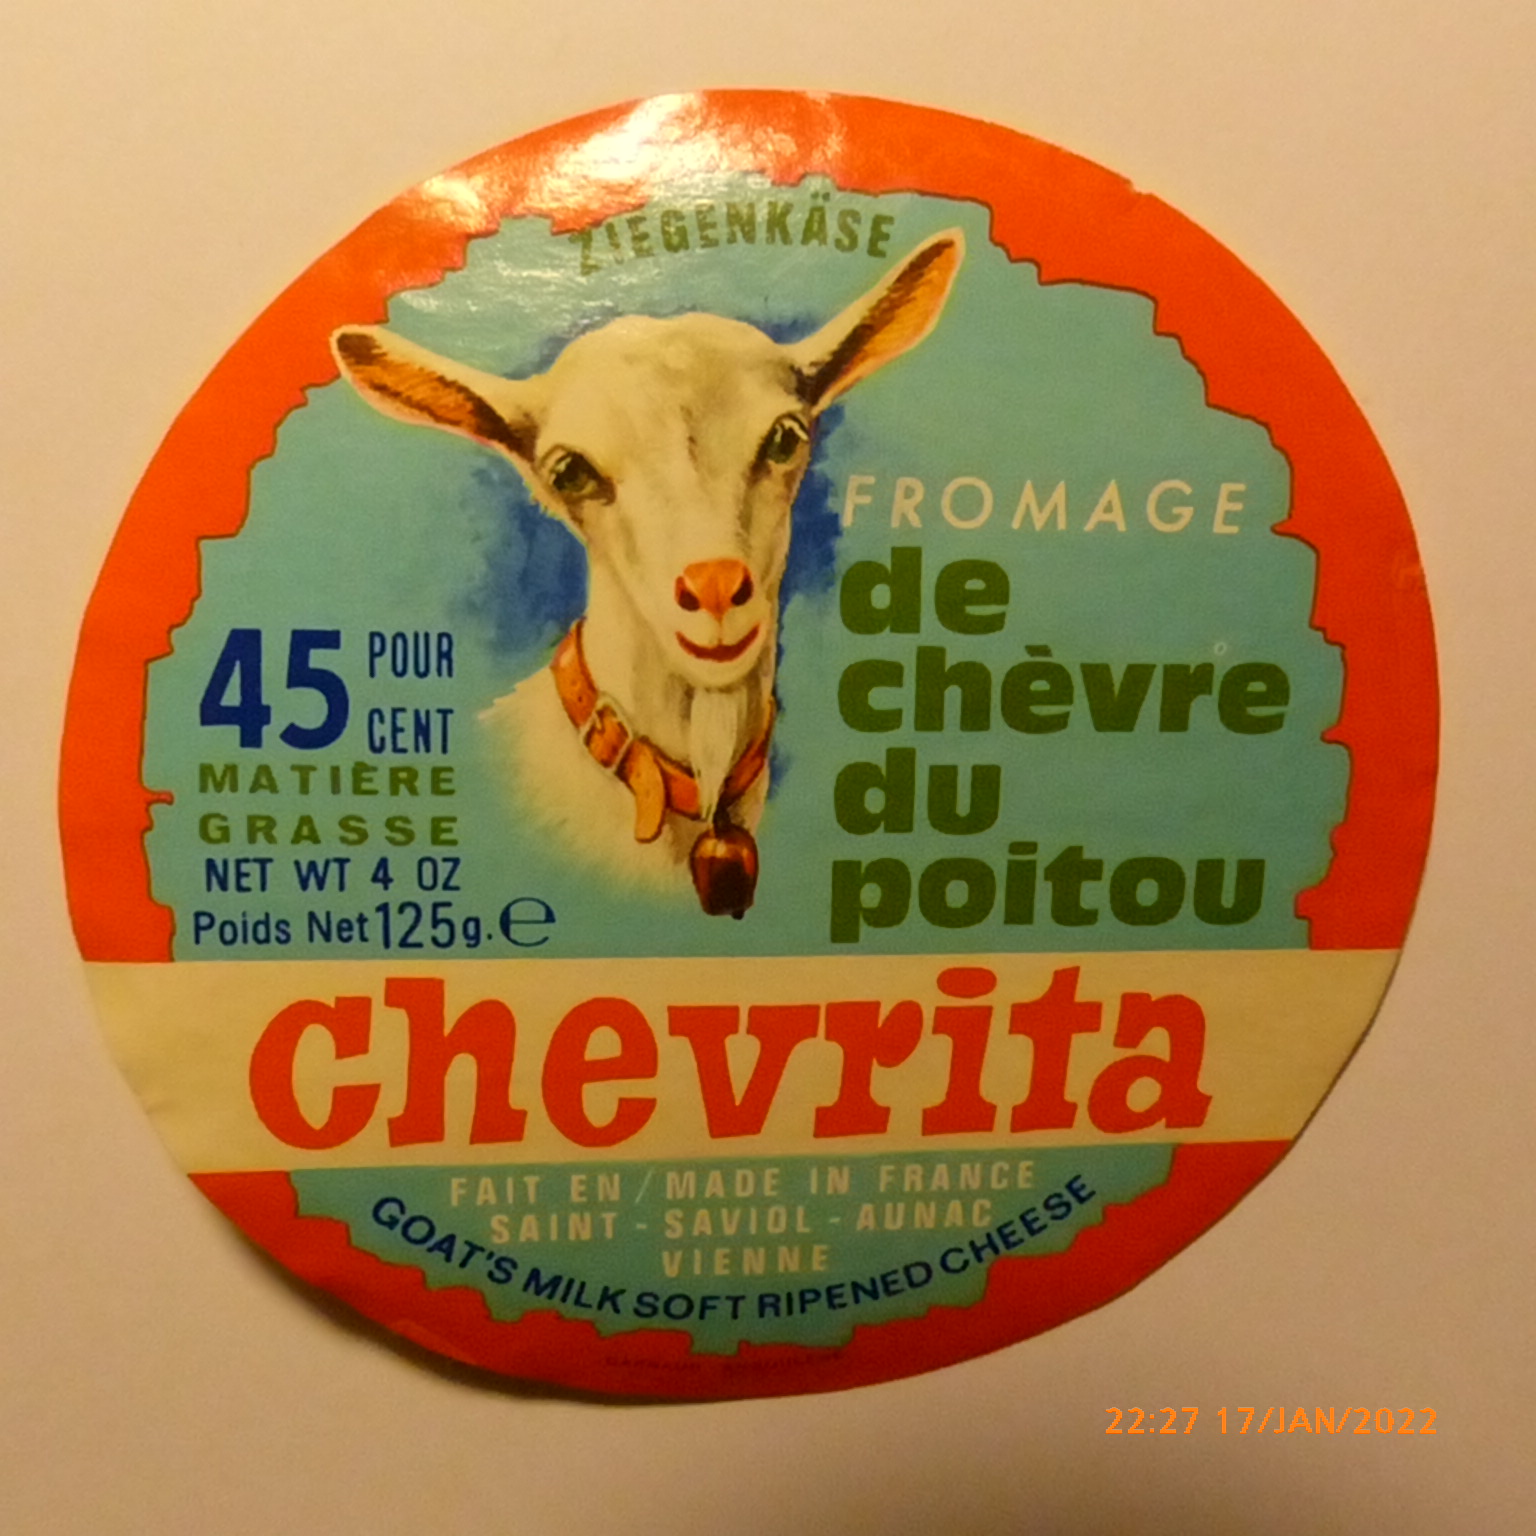 ZIEGENKÄSE
FROMAGE
de
chèvre
du
poitou
45 POUR
CENT
MATIÈRE
GRASSE
NET WT 4 OZ
Poids Net 125g. ℮
chevrita
FAIT EN / MADE IN FRANCE
SAINT - SAVIOL - AUNAC
VIENNE
GOAT'S MILK SOFT RIPENED CHEESE
22:27 17/JAN/2022